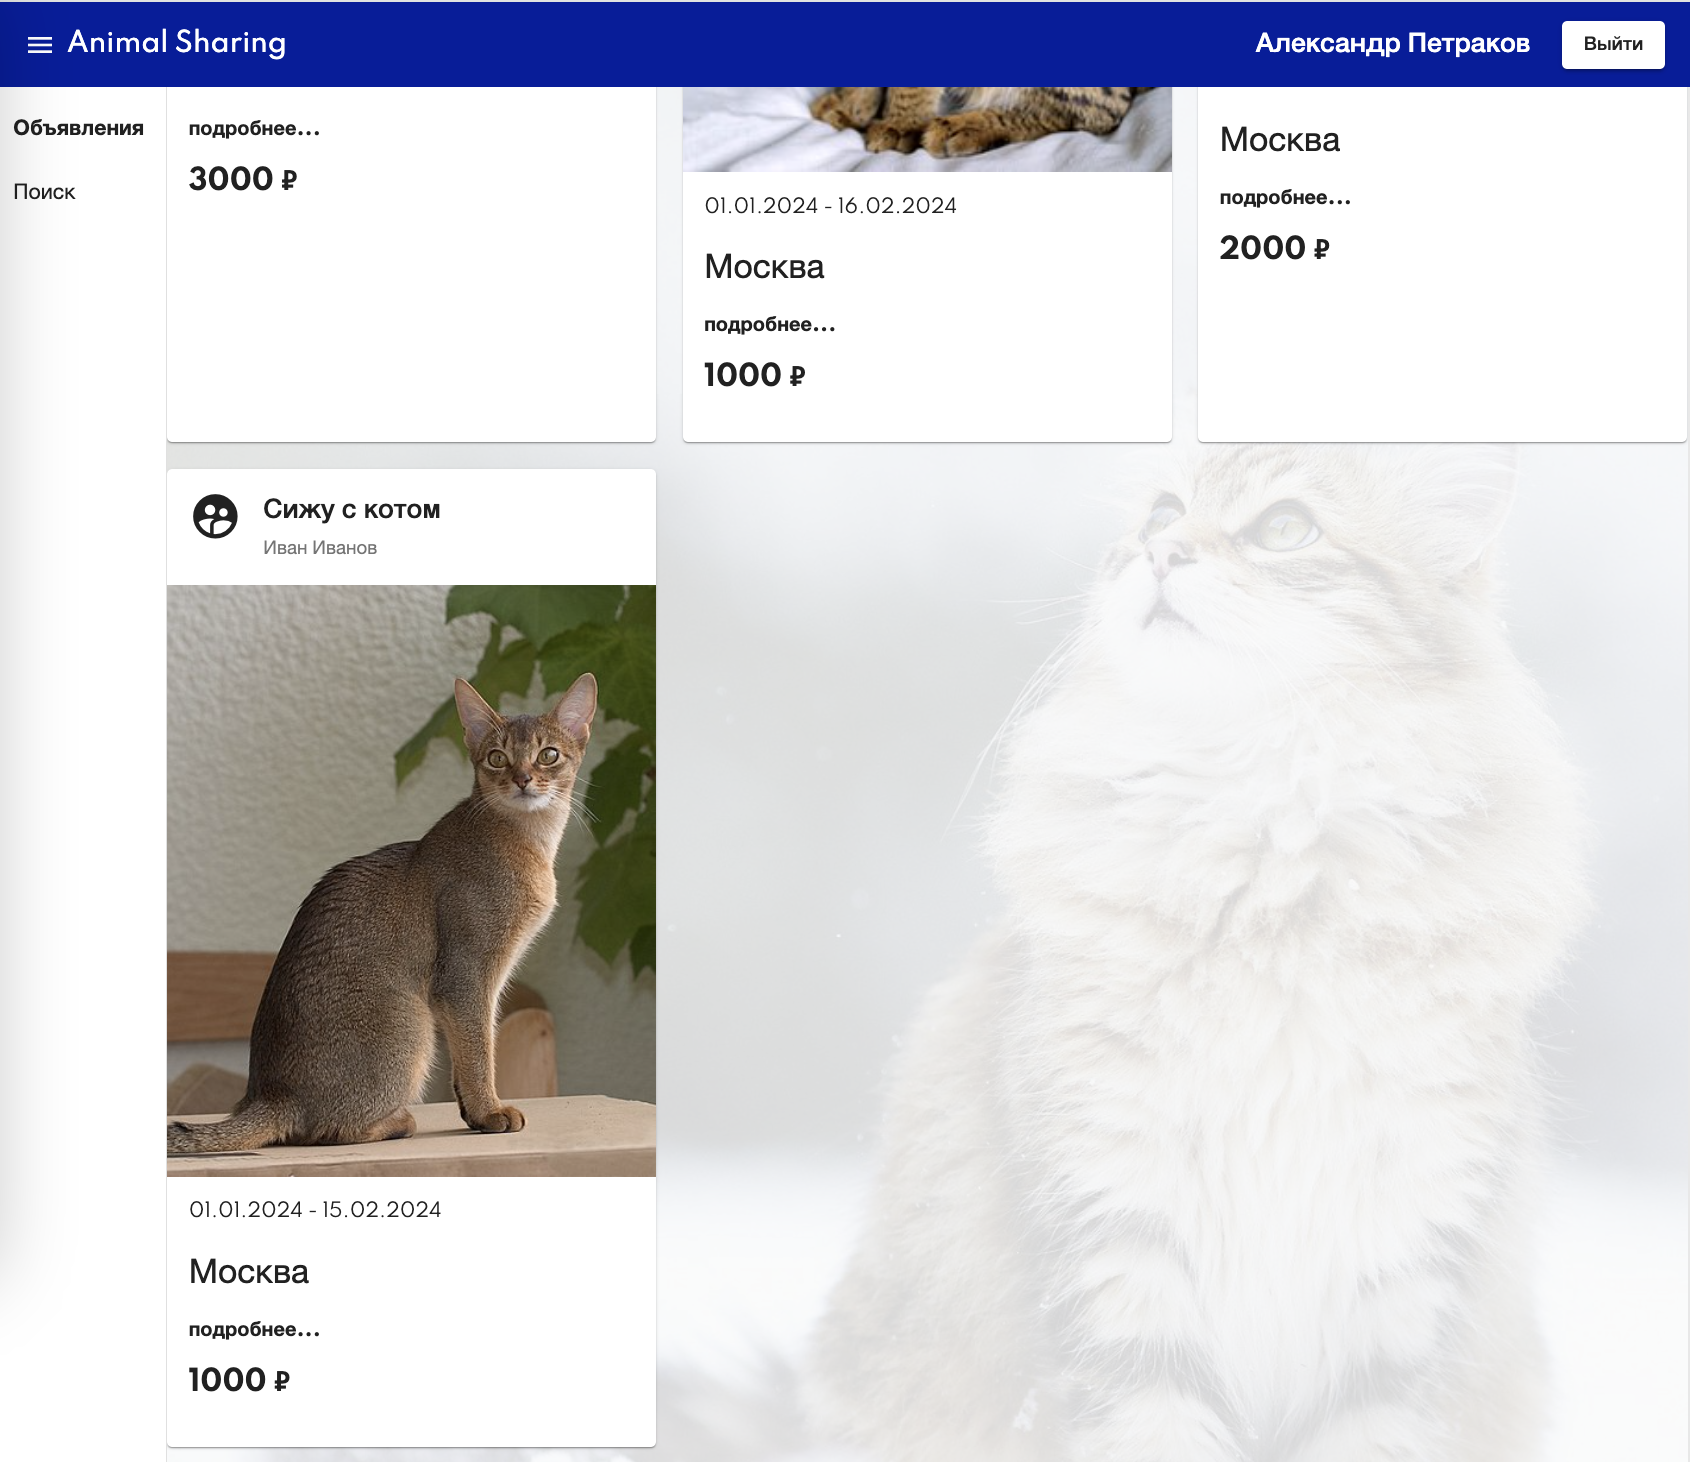 Animal Sharing
Александр Петраков
Выйти
Объявления
Поиск
подробнее...
3000 ₽
01.01.2024 - 16.02.2024
Москва
подробнее...
1000 ₽
Москва
подробнее...
2000 ₽
Сижу с котом
Иван Иванов
01.01.2024 - 15.02.2024
Москва
подробнее...
1000 ₽